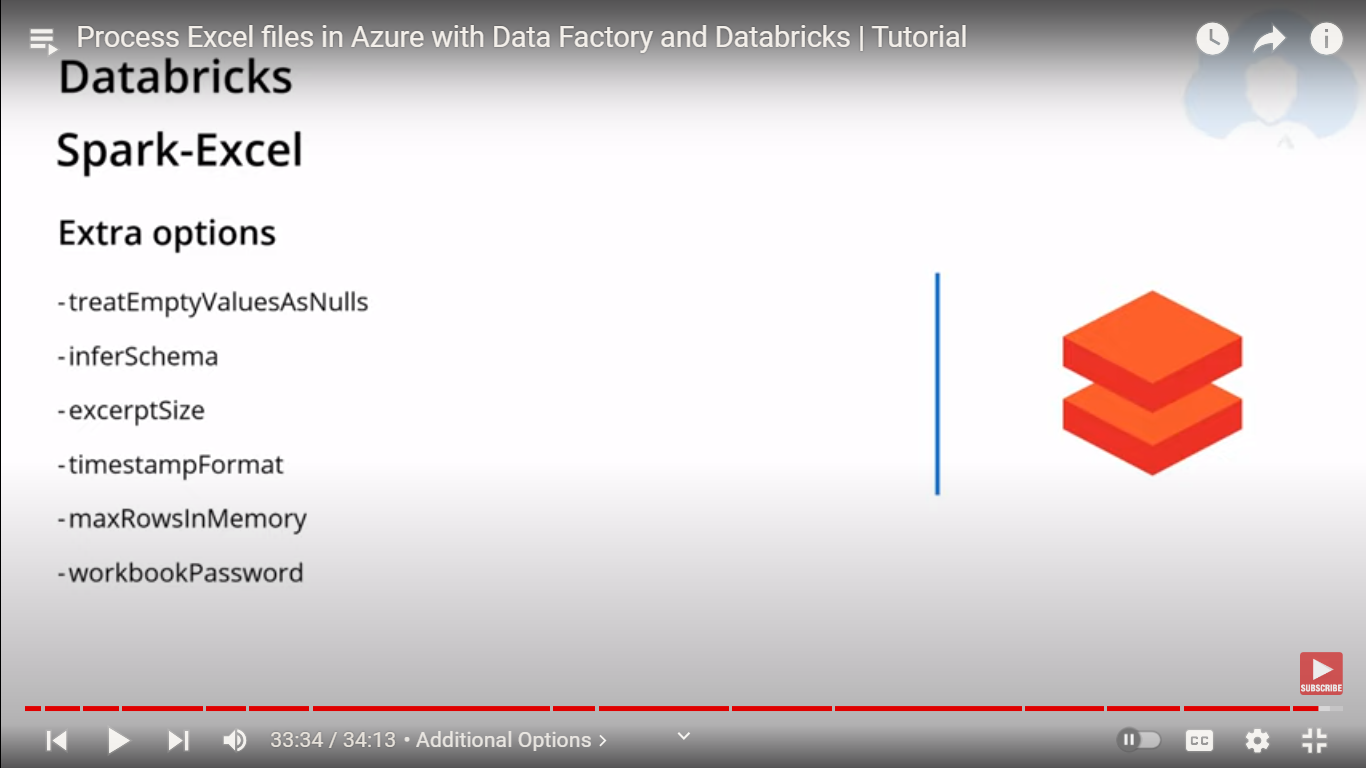 Process Excel files in Azure with Data Factory and Databricks | Tutorial
Databricks
Spark-Excel
Extra options
-treatEmptyValuesAsNulls
-inferSchema
-excerptSize
-timestampFormat
-maxRowsInMemory
-workbookPassword
SUBSCRIBE
33:34 / 34:13 • Additional Options >
CC